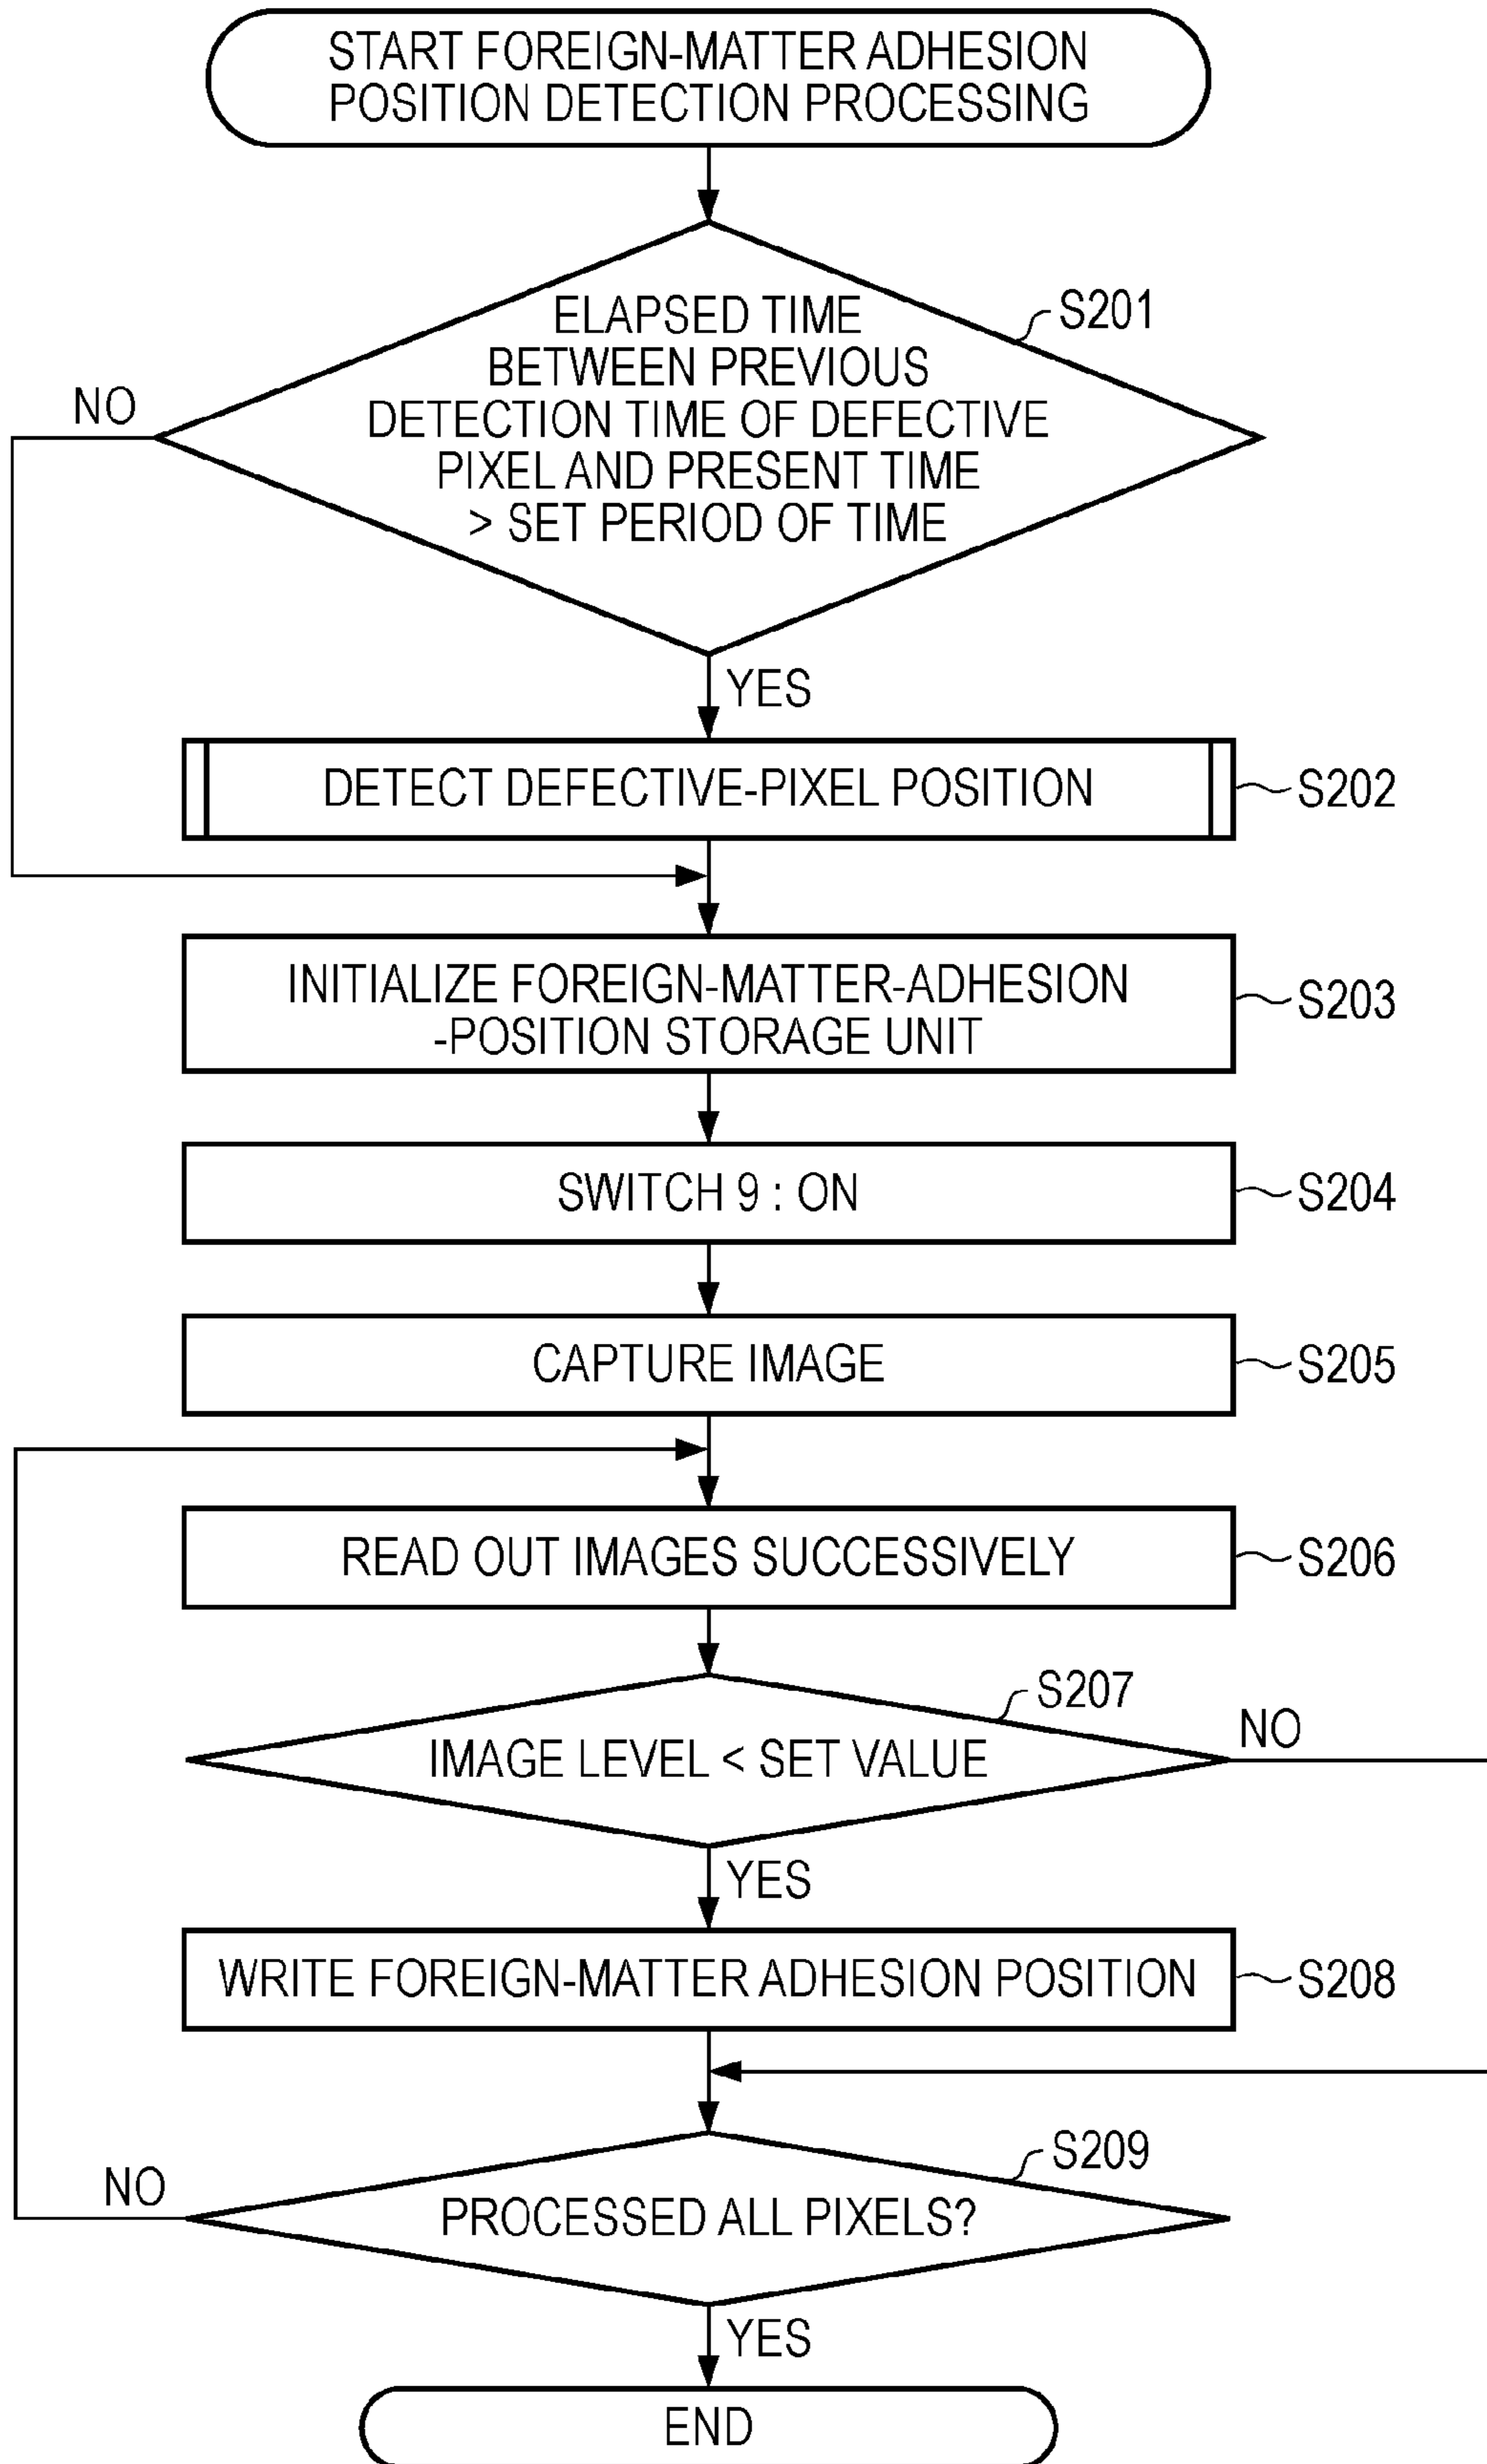 START FOREIGN-MATTER ADHESION
POSITION DETECTION PROCESSING
S201
ELAPSED TIME
BETWEEN PREVIOUS
DETECTION TIME OF DEFECTIVE
PIXEL AND PRESENT TIME
> SET PERIOD OF TIME
NO
YES
DETECT DEFECTIVE-PIXEL POSITION
S202
INITIALIZE FOREIGN-MATTER-ADHESION
-POSITION STORAGE UNIT
S203
SWITCH 9 : ON
S204
CAPTURE IMAGE
S205
READ OUT IMAGES SUCCESSIVELY
S206
S207
IMAGE LEVEL < SET VALUE
NO
YES
WRITE FOREIGN-MATTER ADHESION POSITION
S208
S209
NO
PROCESSED ALL PIXELS?
YES
END